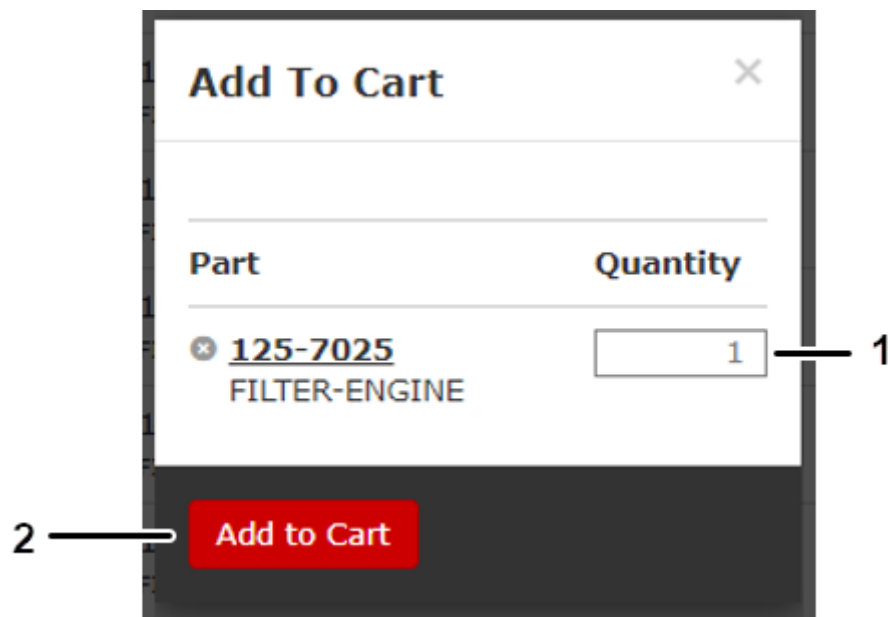 Add To Cart ×
Part Quantity
125-7025 1 1
FILTER-ENGINE
2 Add to Cart